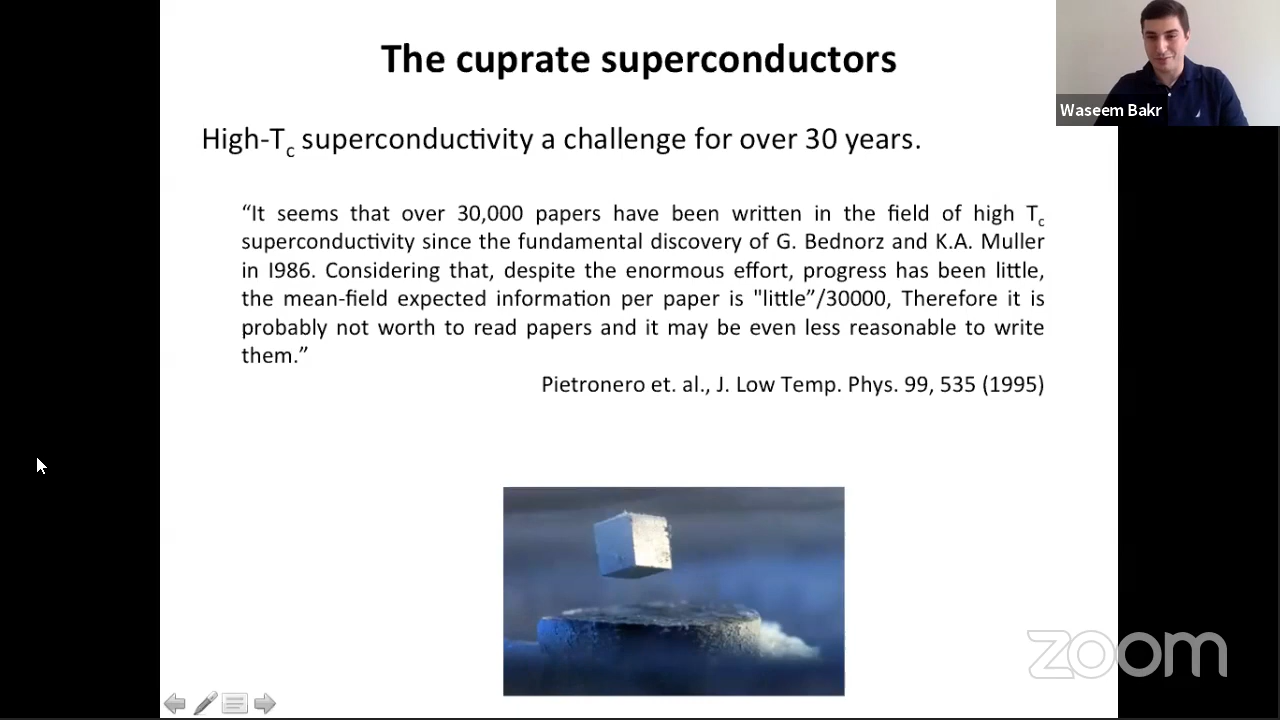 The cuprate superconductors
Waseem Bakr
High-Tc superconductivity a challenge for over 30 years.
“It seems that over 30,000 papers have been written in the field of high Tc
superconductivity since the fundamental discovery of G. Bednorz and K.A. Muller
in I986. Considering that, despite the enormous effort, progress has been little,
the mean-field expected information per paper is "little”/30000, Therefore it is
probably not worth to read papers and it may be even less reasonable to write
them.”
Pietronero et. al., J. Low Temp. Phys. 99, 535 (1995)
zoom